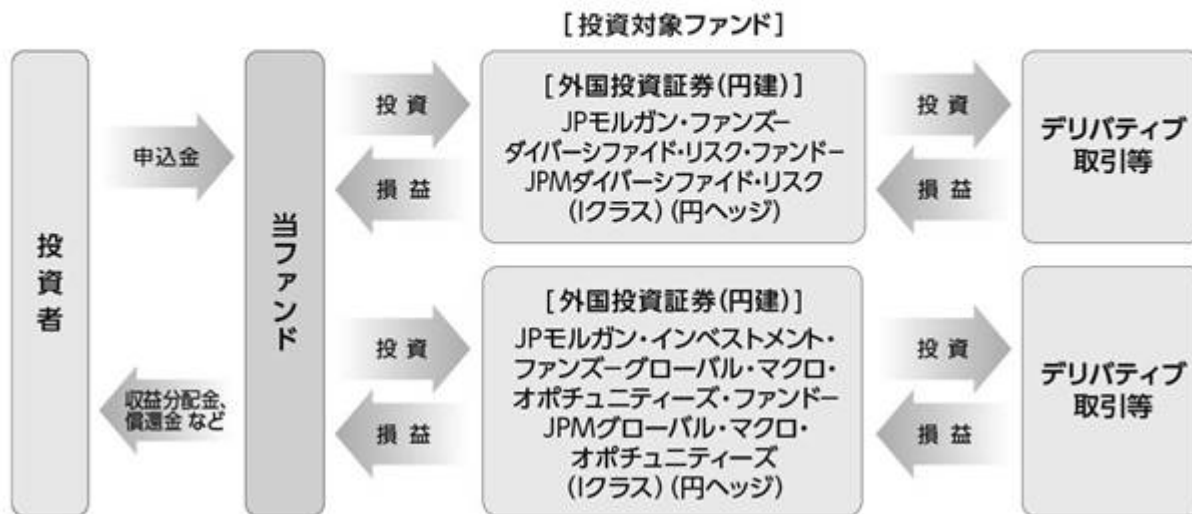 [投資対象ファンド]
投資者
申込金
収益分配金、
償還金 など
当ファンド
投 資
損 益
[外国投資証券(円建)]
JPモルガン・ファンズー
ダイバーシファイド・リスク・ファンドー
JPMダイバーシファイド・リスク
(Iクラス)(円ヘッジ)
投 資
損 益
デリバティブ
取引等
投 資
損 益
[外国投資証券(円建)]
JPモルガン・インベストメント・
ファンズーグローバル・マクロ・
オポチュニティーズ・ファンドー
JPMグローバル・マクロ・
オポチュニティーズ
(Iクラス)(円ヘッジ)
投 資
損 益
デリバティブ
取引等